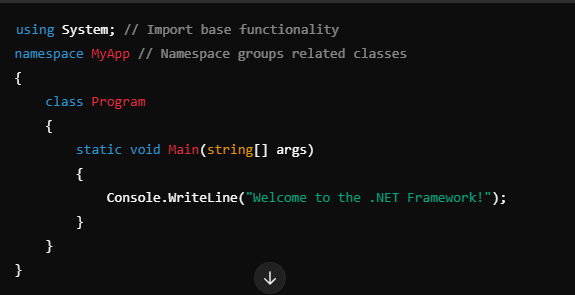 using System; // Import base functionality
namespace MyApp // Namespace groups related classes
{
    class Program
    {
        static void Main(string[] args)
        {
            Console.WriteLine("Welcome to the .NET Framework!");
        }
    }
}